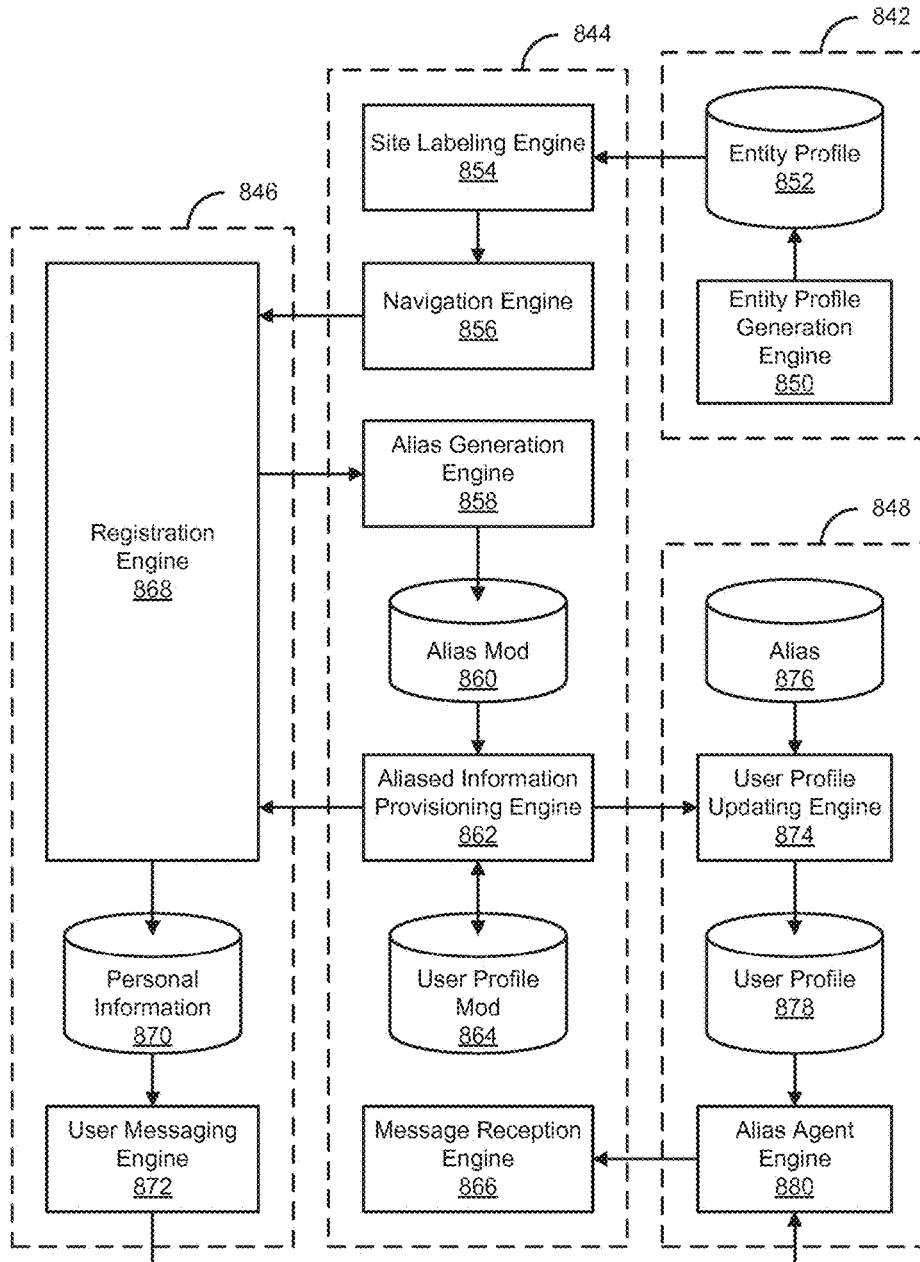 842
Entity Profile
852
Entity Profile
Generation
Engine
850
844
Site Labeling Engine
854
Navigation Engine
856
Alias Generation
Engine
858
Alias Mod
860
Aliased Information
Provisioning Engine
862
User Profile
Mod
864
Message Reception
Engine
866
846
Registration
Engine
868
Personal
Information
870
User Messaging
Engine
872
848
Alias
876
User Profile
Updating Engine
874
User Profile
878
Alias Agent
Engine
880